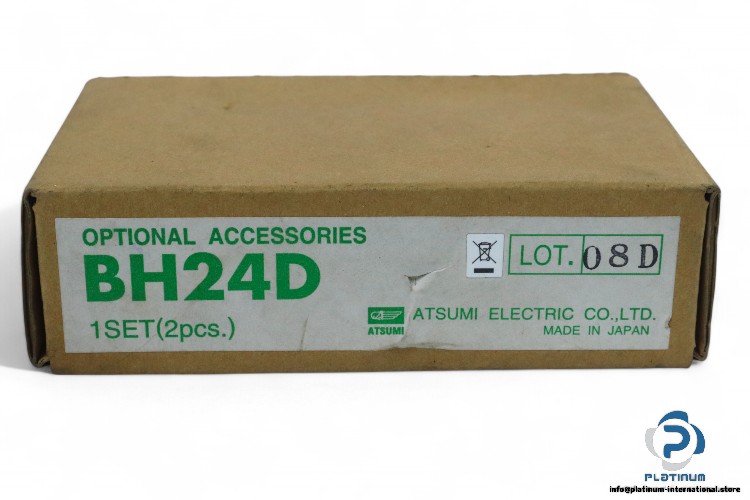 OPTIONAL ACCESSORIES
BH24D
1SET(2pcs.)
LOT. 08D
ATSUMI
ATSUMI ELECTRIC CO.,LTD.
MADE IN JAPAN
PLATINUM
info@platinum-international.store